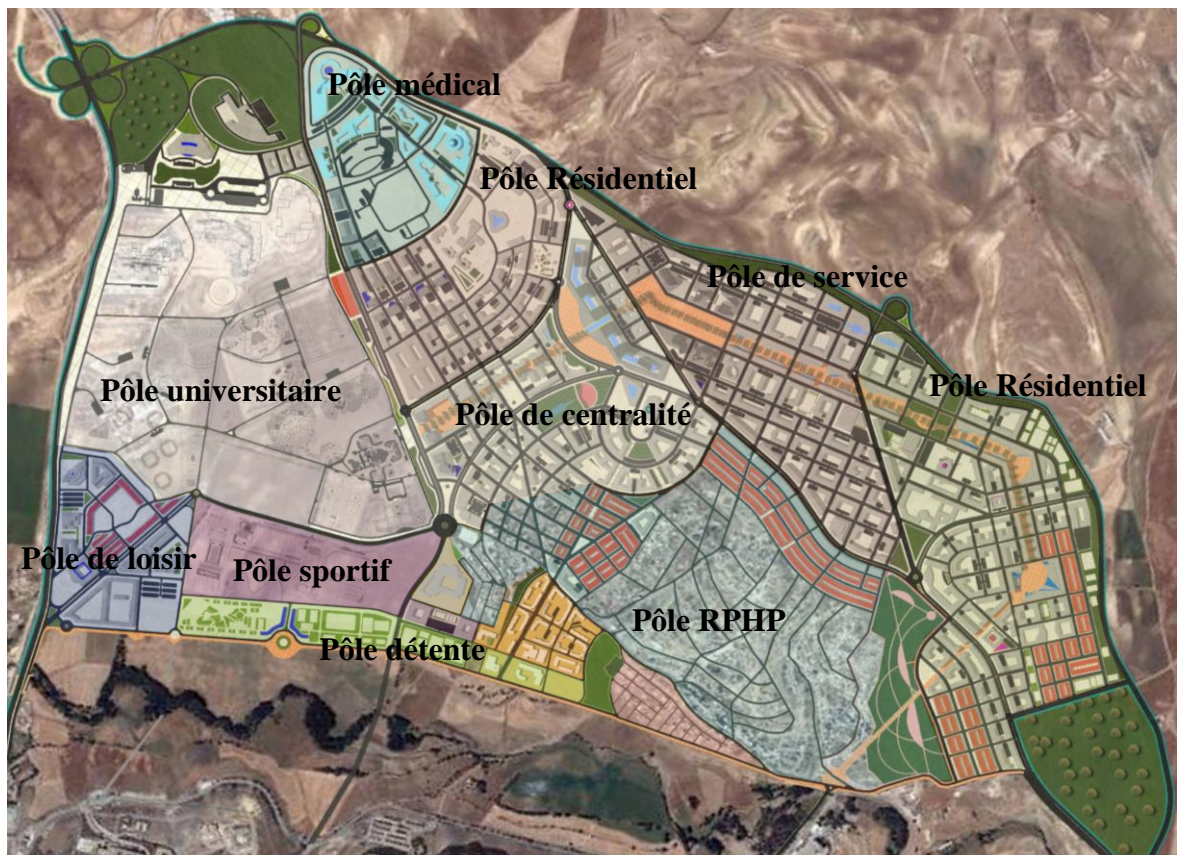 Pôle médical
Pôle Résidentiel
Pôle de service
Pôle Résidentiel
Pôle universitaire
Pôle de centralité
Pôle de loisir
Pôle sportif
Pôle RPHP
Pôle détente